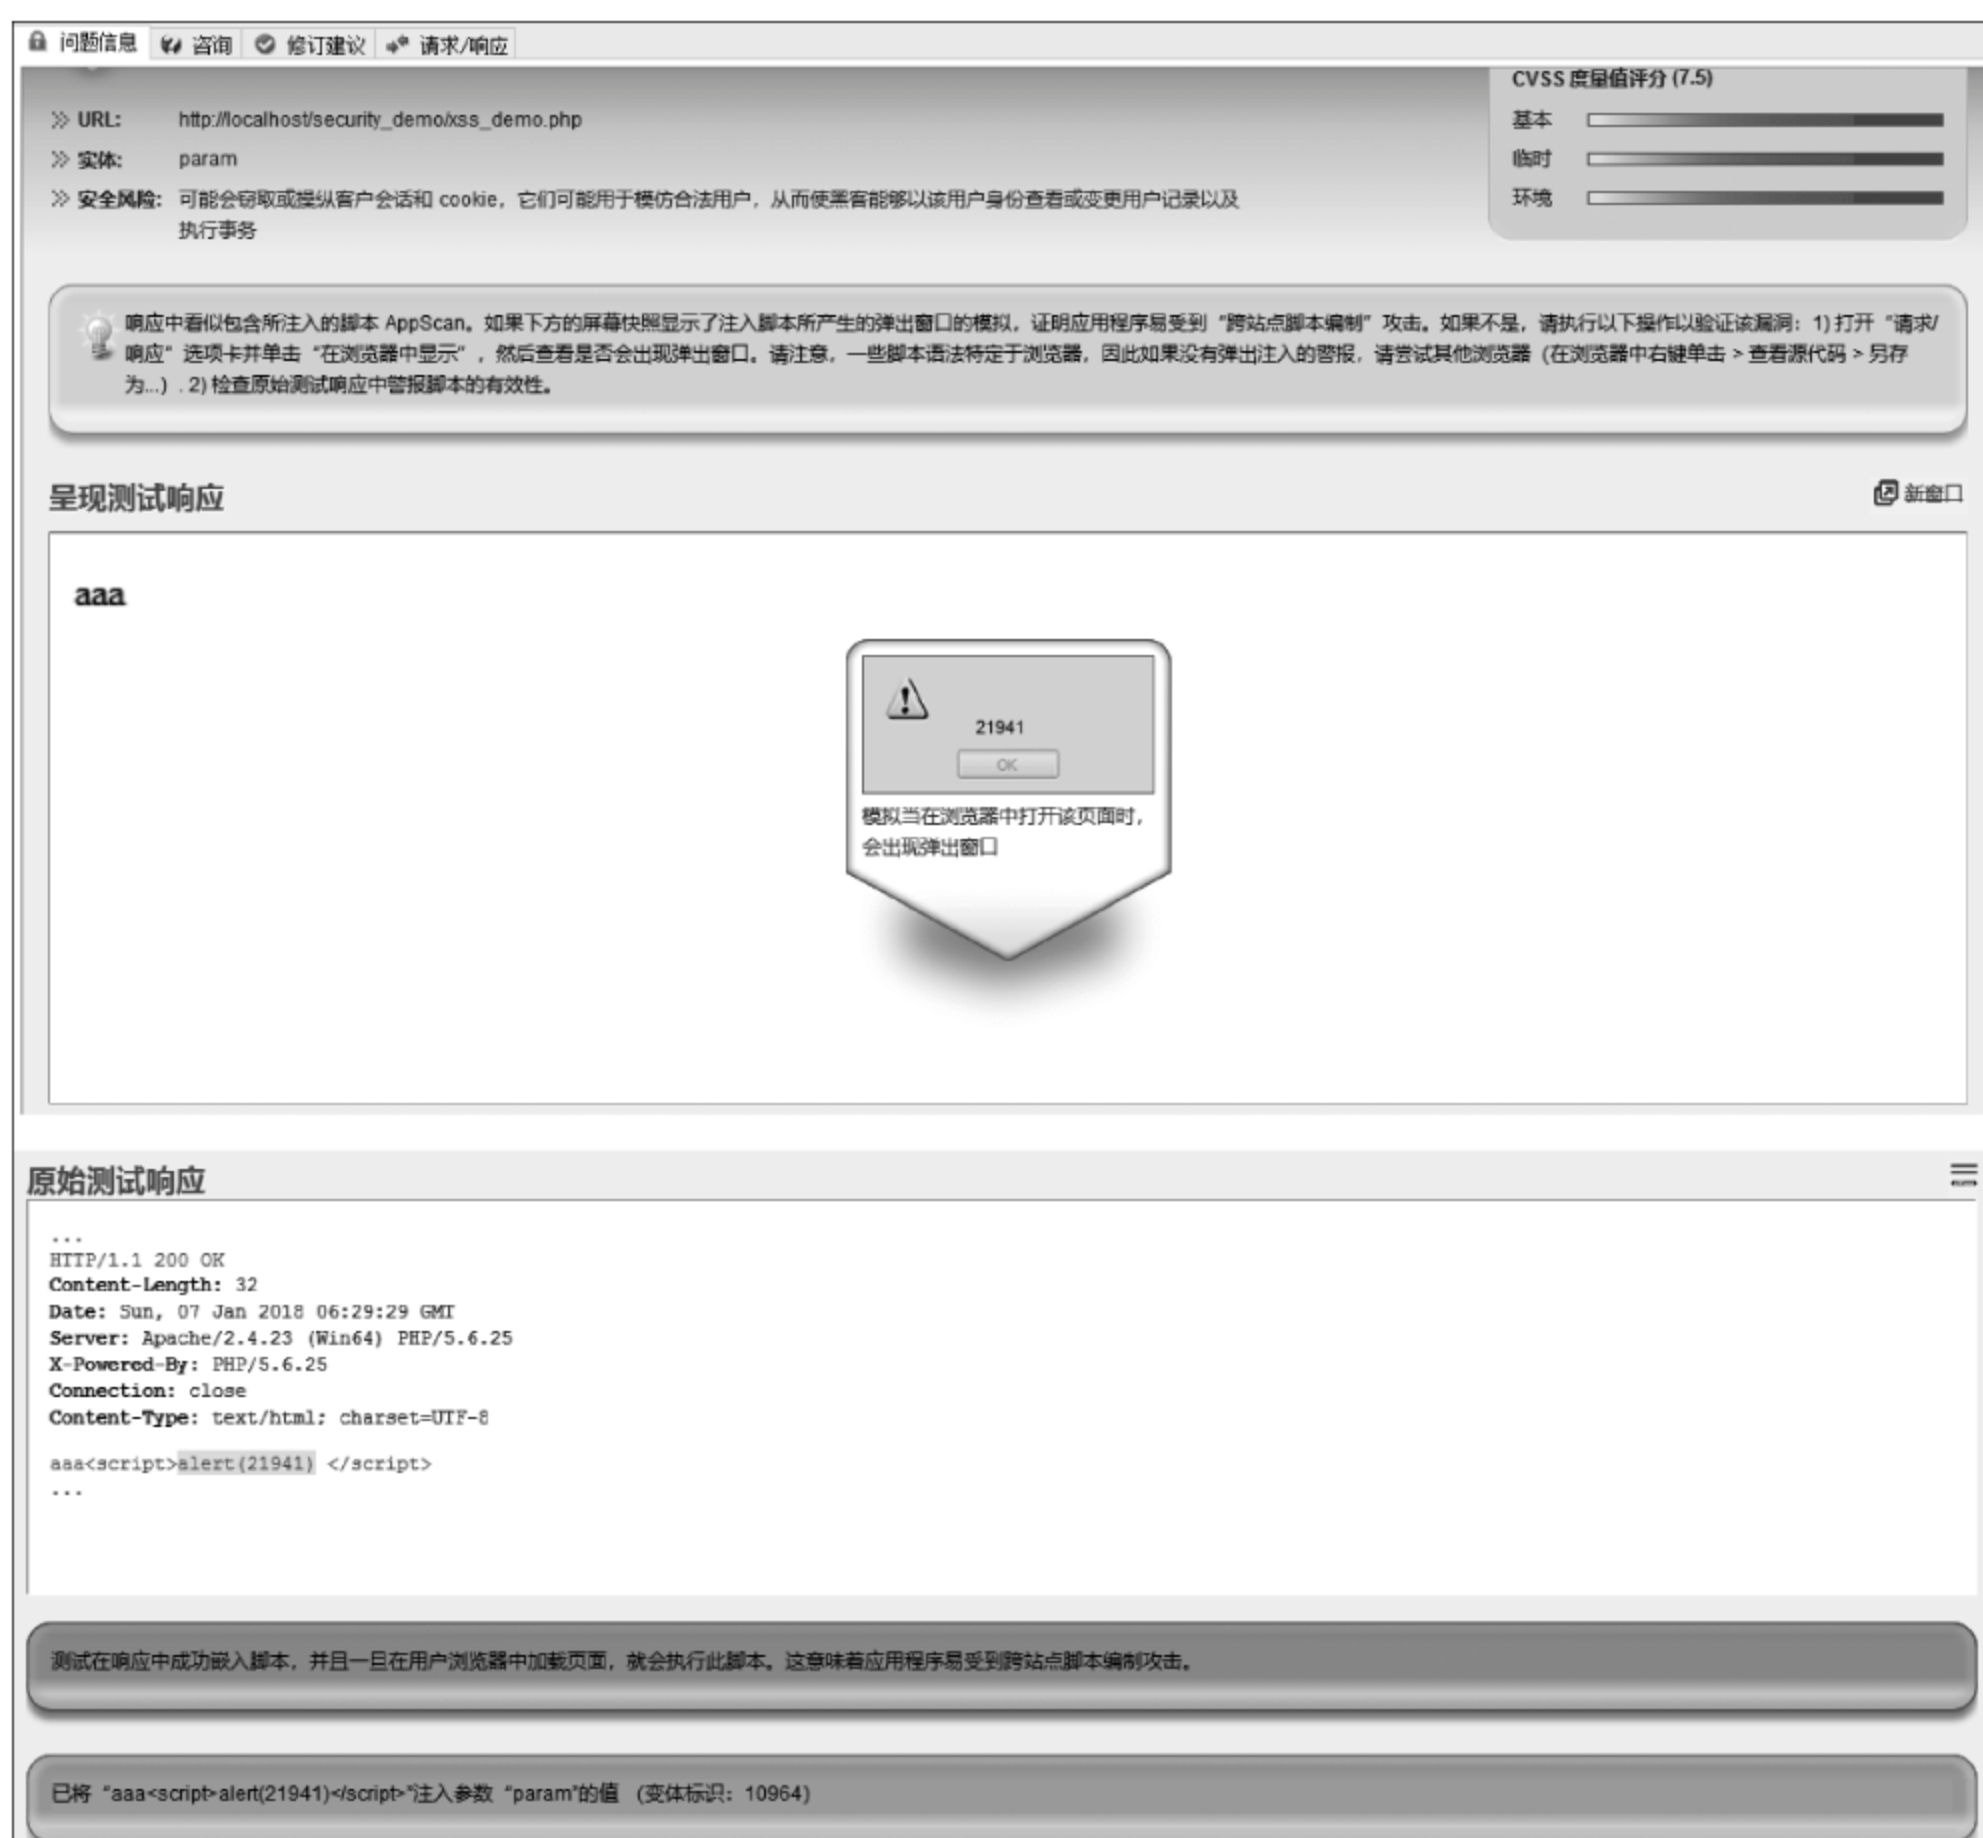 问题信息 咨询 修订建议 请求/响应
CVSS 度量值评分 (7.5)
URL: http://localhost/security_demo/xss_demo.php
基本
实体: param
临时
安全风险: 可能会窃取或操纵客户会话和 cookie，它们可能用于模仿合法用户，从而使黑客能够以该用户身份查看或变更用户记录以及
环境
执行事务
响应中看似包含所注入的脚本 AppScan。如果下方的屏幕快照显示了注入脚本所产生的弹出窗口的模拟，证明应用程序易受到 “跨站点脚本编制” 攻击。如果不是，请执行以下操作以验证该漏洞：1) 打开 “请求/
响应” 选项卡并单击 “在浏览器中显示” ，然后查看是否会出现弹出窗口。请注意，一些脚本语法特定于浏览器，因此如果没有弹出注入的警报，请尝试其他浏览器 (在浏览器中右键单击 > 查看源代码 > 另存
为...) . 2) 检查原始测试响应中警报脚本的有效性。
呈现测试响应
新窗口
aaa
21941
OK
模拟当在浏览器中打开该页面时，
会出现弹出窗口
原始测试响应
...
HTTP/1.1 200 OK
Content-Length: 32
Date: Sun, 07 Jan 2018 06:29:29 GMT
Server: Apache/2.4.23 (Win64) PHP/5.6.25
X-Powered-By: PHP/5.6.25
Connection: close
Content-Type: text/html; charset=UTF-8
aaa<script>alert(21941) </script>
...
测试在响应中成功嵌入脚本，并且一旦在用户浏览器中加载页面，就会执行此脚本。这意味着应用程序易受到跨站点脚本编制攻击。
已将 “aaa<script>alert(21941)</script>”注入参数 “param”的值 (变体标识：10964)